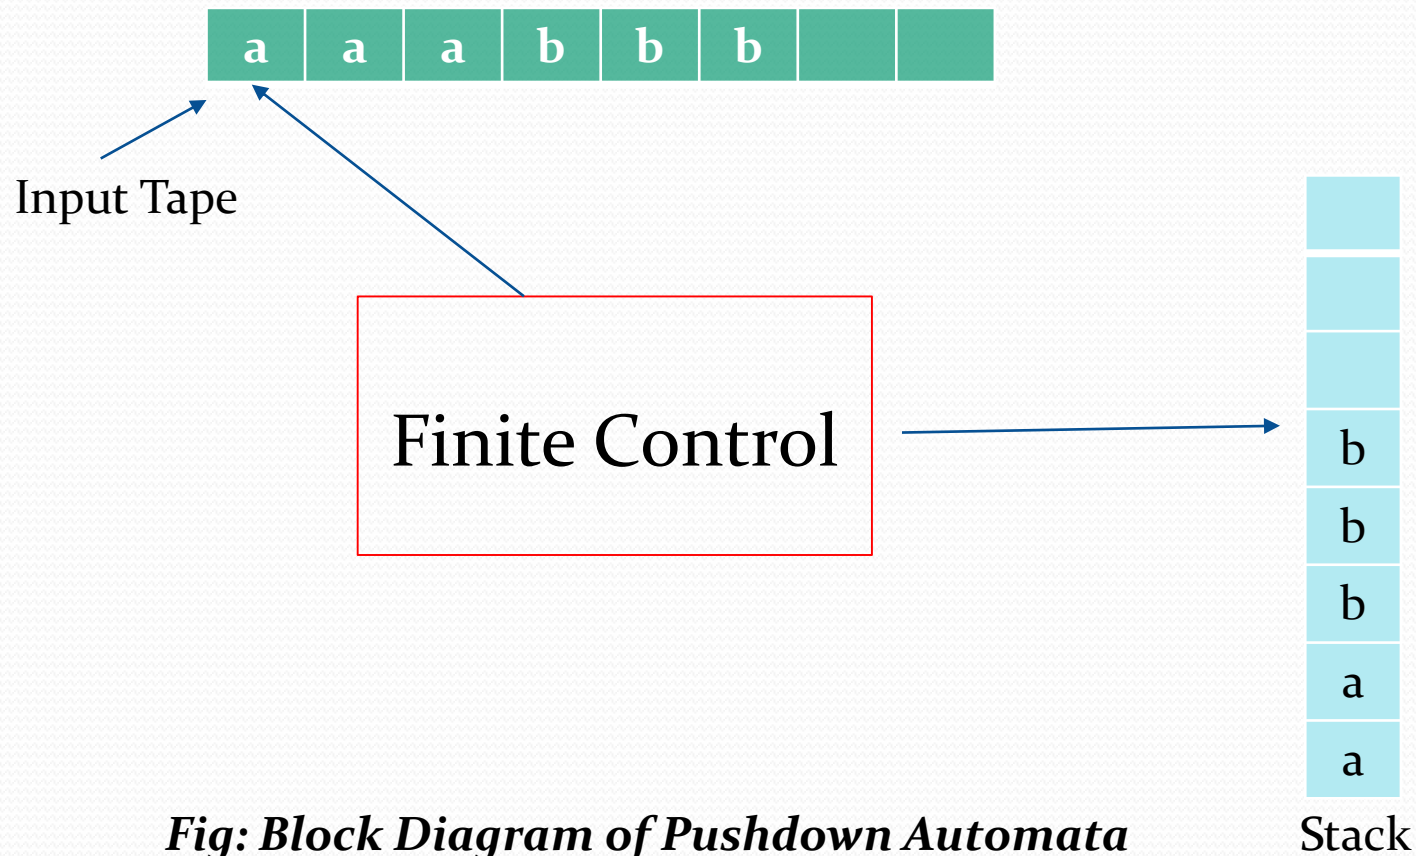 a a a b b b
Input Tape
Finite Control
b
b
b
a
a
Fig: Block Diagram of Pushdown Automata
Stack